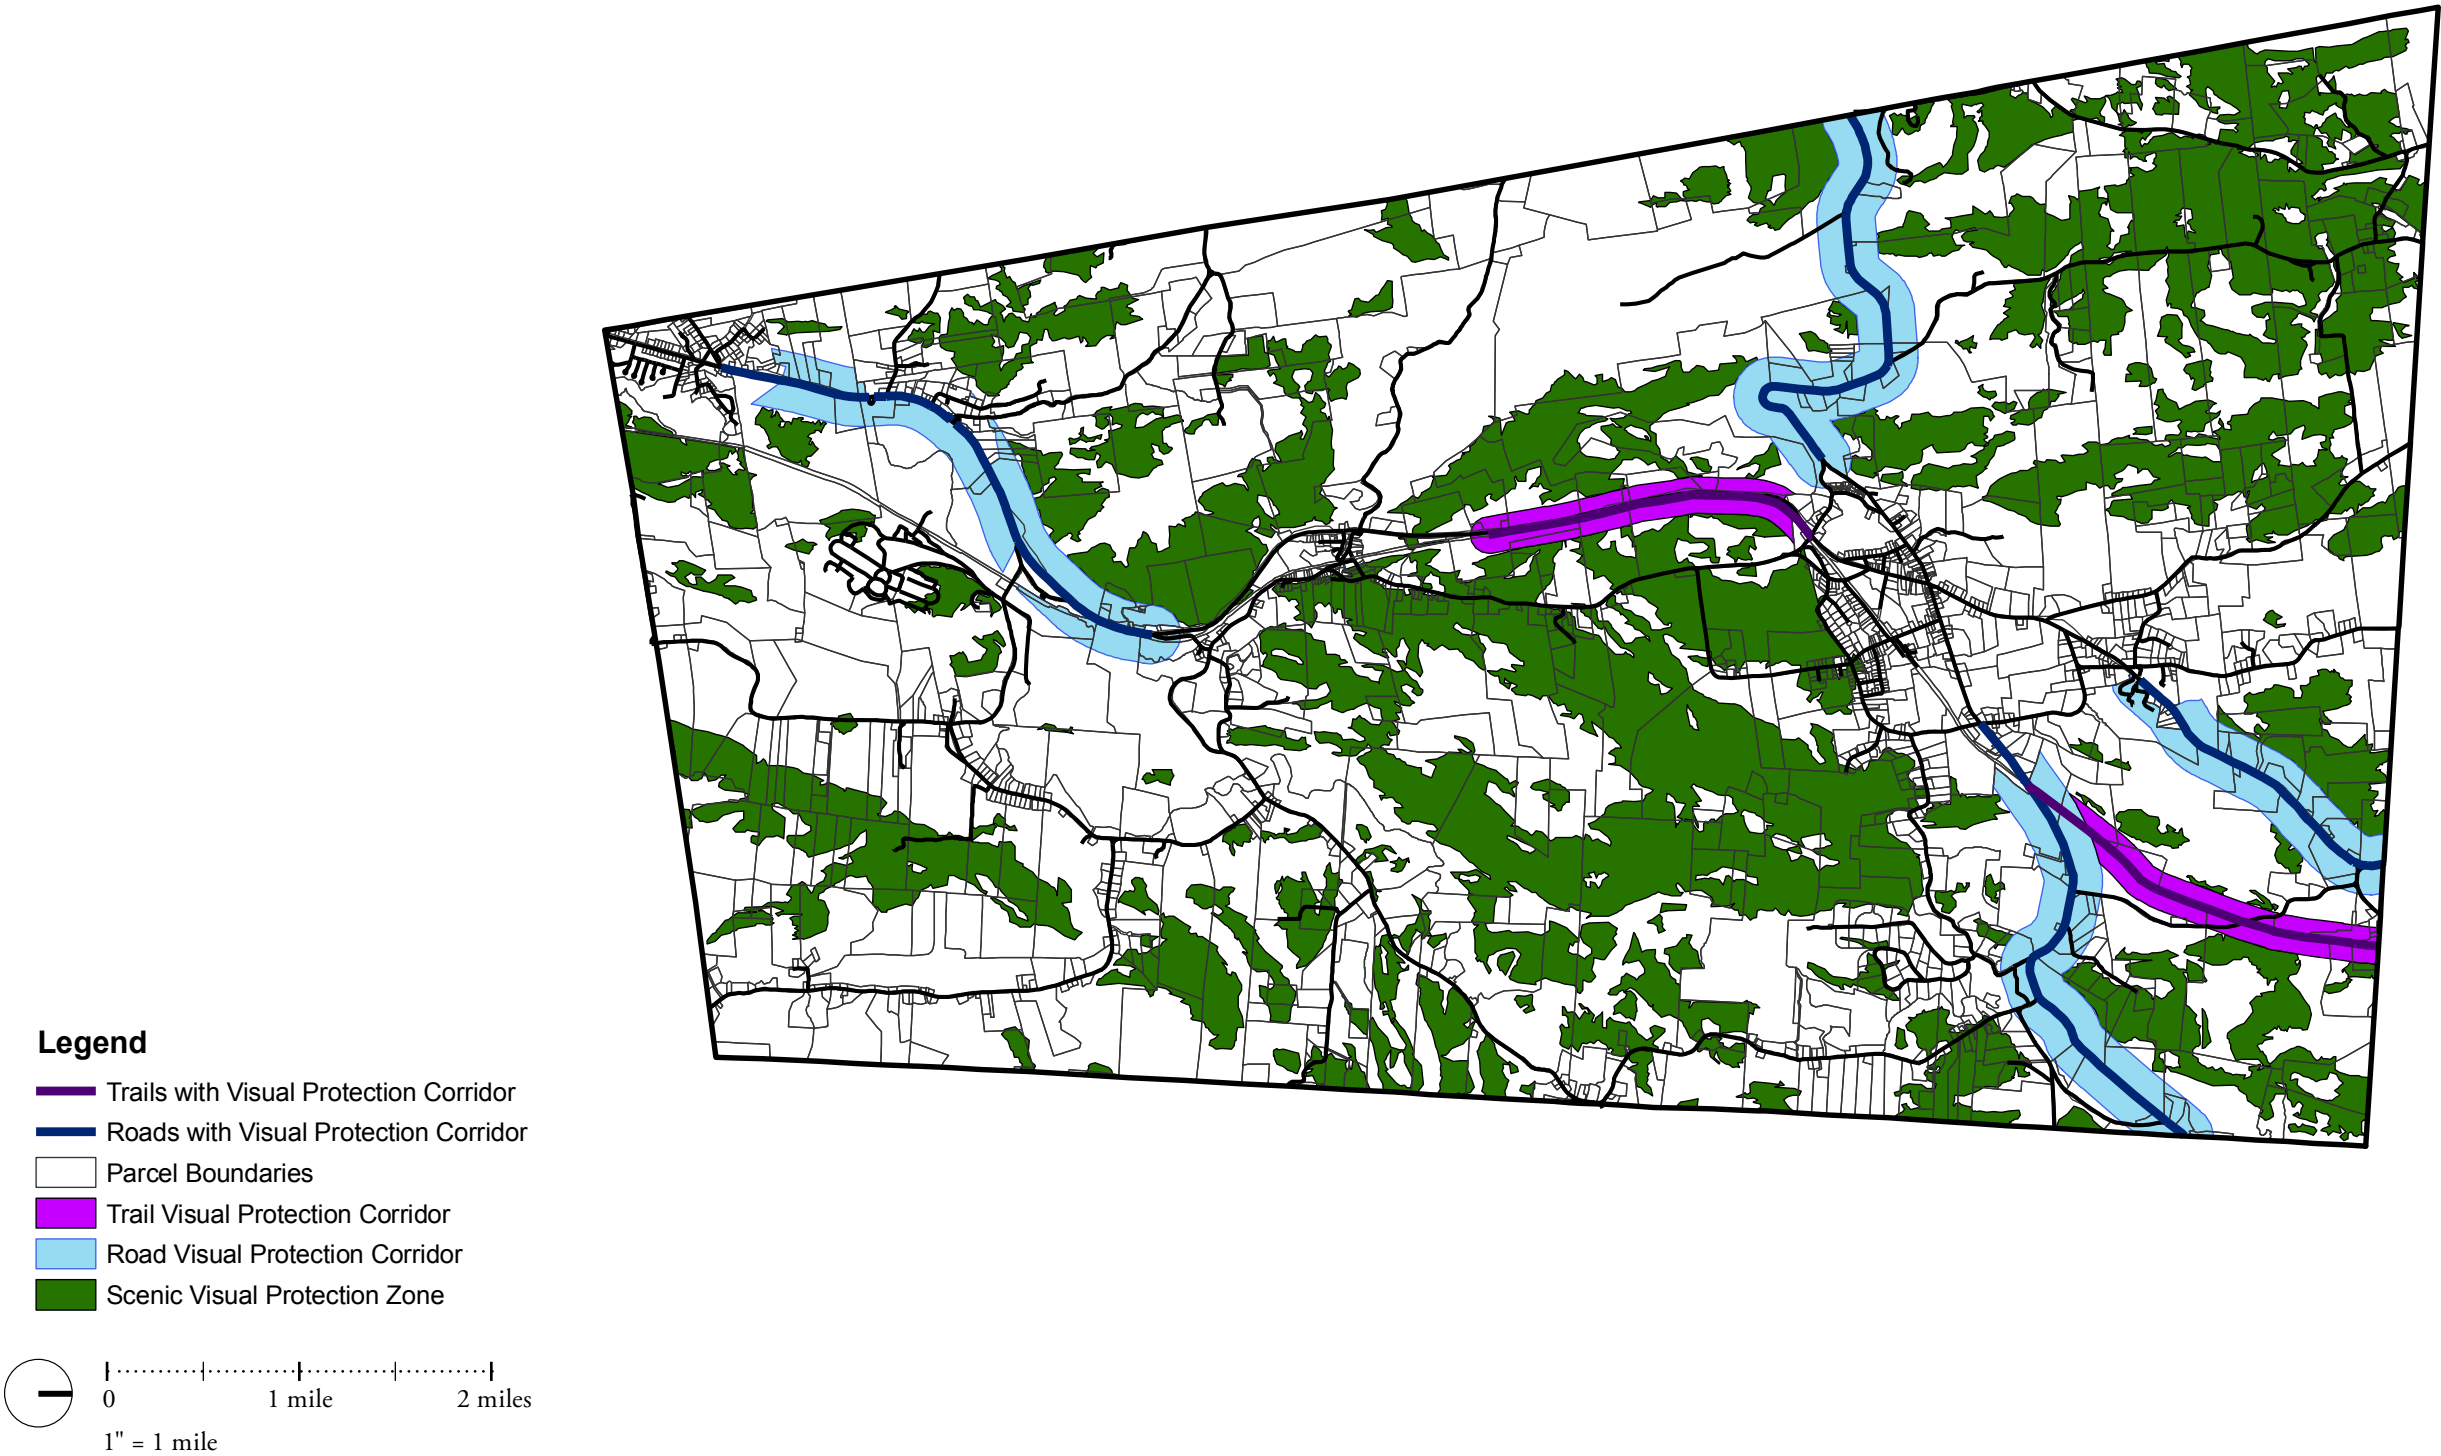 Legend
Trails with Visual Protection Corridor
Roads with Visual Protection Corridor
Parcel Boundaries
Trail Visual Protection Corridor
Road Visual Protection Corridor
Scenic Visual Protection Zone
0 1 mile 2 miles
1" = 1 mile